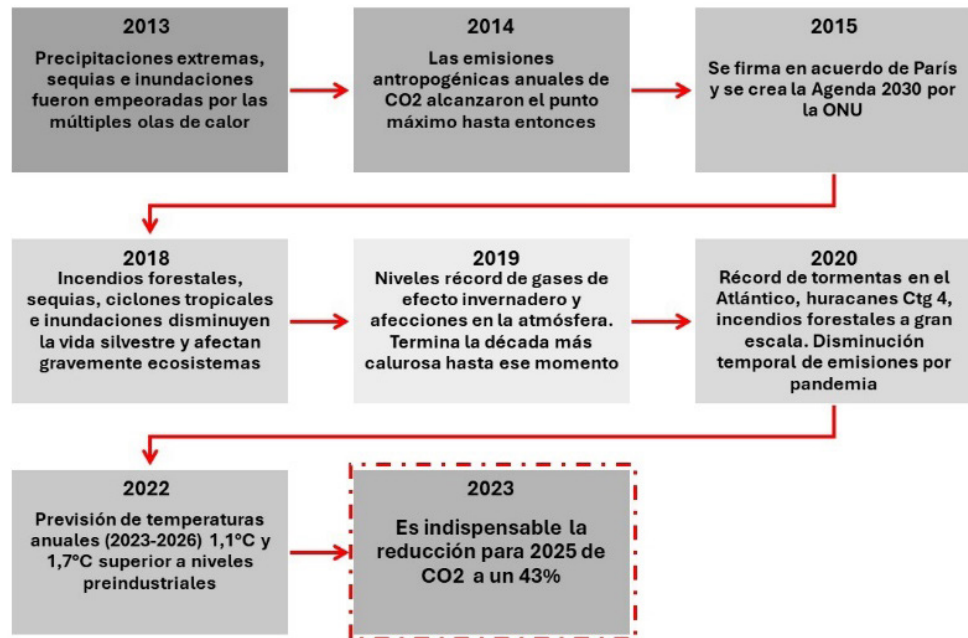 2013
Precipitaciones extremas,
sequias e inundaciones
fueron empeoradas por las
múltiples olas de calor
2014
Las emisiones
antropogénicas anuales de
CO2 alcanzaron el punto
máximo hasta entonces
2015
Se firma en acuerdo de París
y se crea la Agenda 2030 por
la ONU
2018
Incendios forestales,
sequias, ciclones tropicales
e inundaciones disminuyen
la vida silvestre y afectan
gravemente ecosistemas
2019
Niveles récord de gases de
efecto invernadero y
afecciones en la atmósfera.
Termina la década más
calurosa hasta ese momento
2020
Récord de tormentas en el
Atlántico, huracanes Ctg 4,
incendios forestales a gran
escala. Disminución
temporal de emisiones por
pandemia
2022
Previsión de temperaturas
anuales (2023-2026) 1,1°C y
1,7°C superior a niveles
preindustriales
2023
Es indispensable la
reducción para 2025 de
CO2 a un 43%